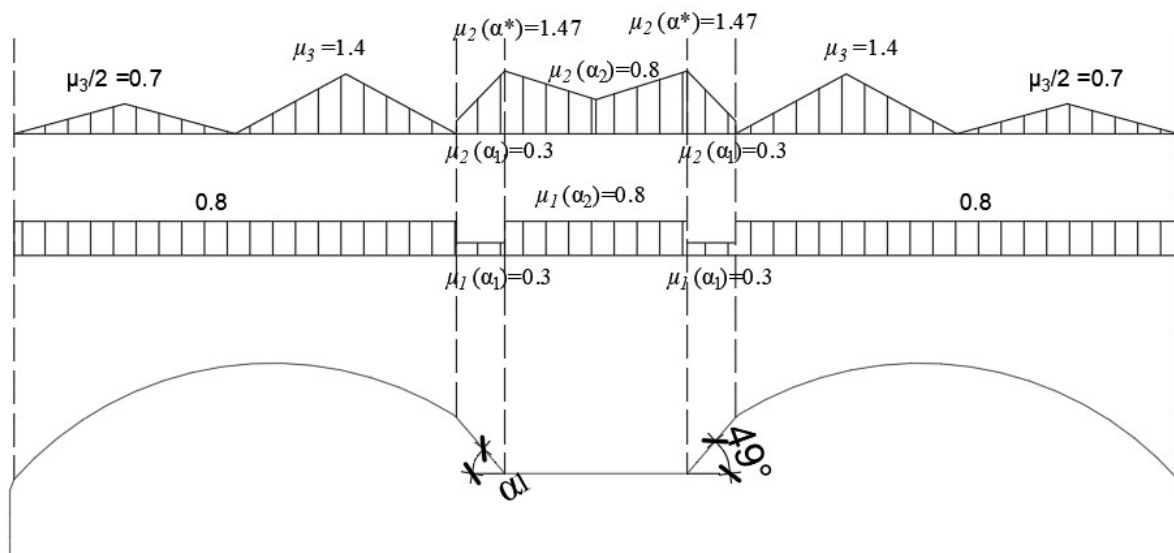 μ2(α*)=1.47
μ2(α*)=1.47
μ3=1.4
μ3=1.4
μ3/2 =0.7
μ2(α2)=0.8
μ3/2 =0.7
μ2(α1)=0.3
μ2(α1)=0.3
0.8
μ1(α2)=0.8
0.8
μ1(α1)=0.3
μ1(α1)=0.3
α1
49°